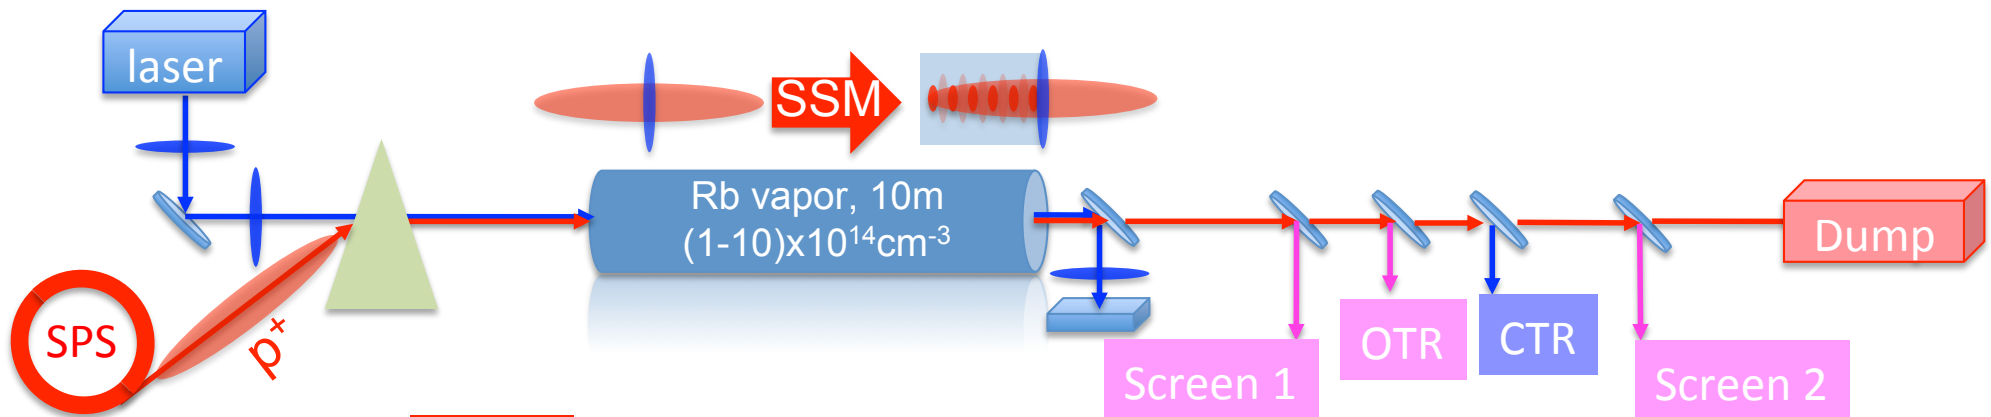 laser
SSM
Rb vapor, 10m
(1-10)x10¹⁴cm⁻³
SPS
p⁺
Screen 1
OTR
CTR
Screen 2
Dump